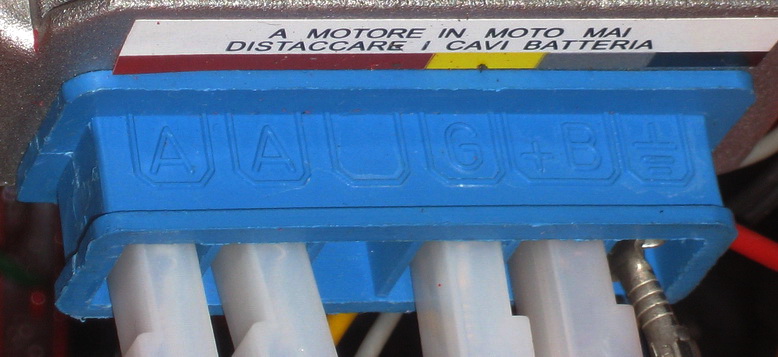 A MOTORE IN MOTO MAI
DISTACCARE I CAVI BATTERIA
A A G +B ⏚